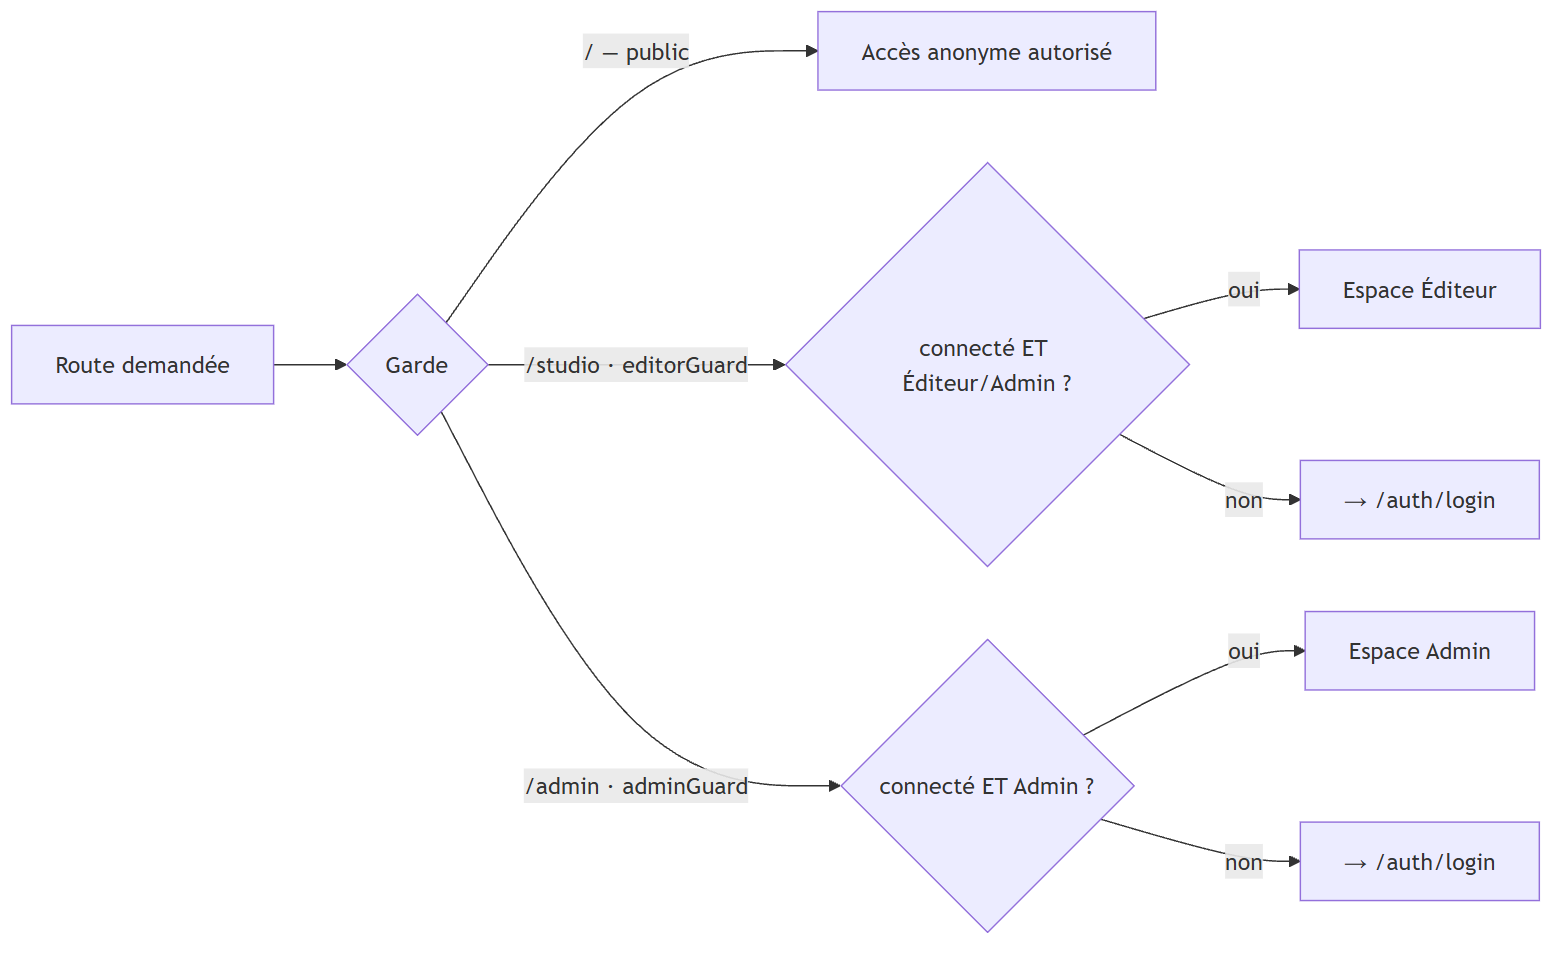 / — public
Accès anonyme autorisé
Route demandée
Garde
/studio · editorGuard
connecté ET
Éditeur/Admin ?
oui
Espace Éditeur
non
→ /auth/login
/admin · adminGuard
connecté ET Admin ?
oui
Espace Admin
non
→ /auth/login